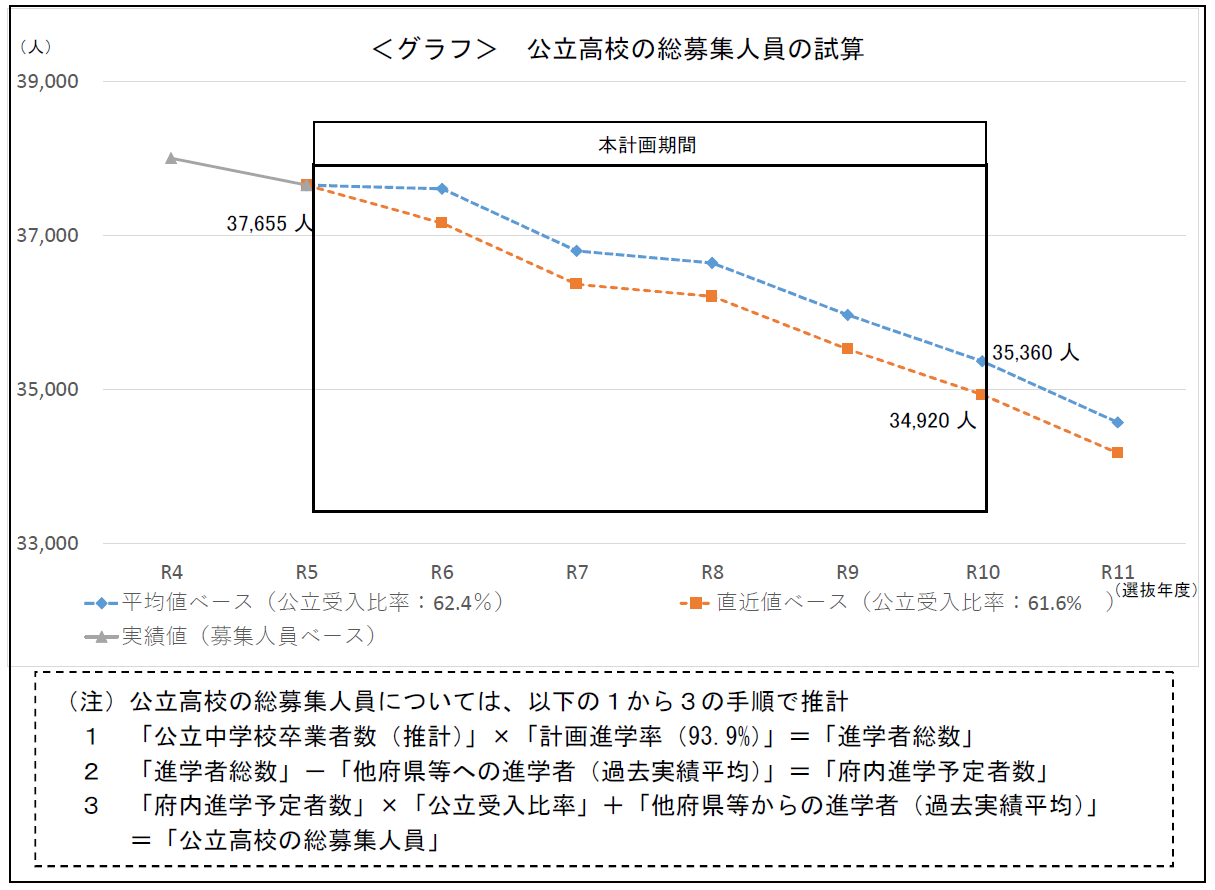 （人）
＜グラフ＞　公立高校の総募集人員の試算
39,000
本計画期間
37,655 人
37,000
35,360 人
35,000
34,920 人
33,000
R4 R5 R6 R7 R8 R9 R10 R11
（選抜年度）
平均値ベース（公立受入比率：62.4%）
直近値ベース（公立受入比率：61.6%　）
実績値（募集人員ベース）
（注）公立高校の総募集人員については、以下の１から３の手順で推計
１　「公立中学校卒業者数（推計）」×「計画進学率（93.9%）」＝「進学者総数」
２　「進学者総数」－「他府県等への進学者（過去実績平均）」＝「府内進学予定者数」
３　「府内進学予定者数」×「公立受入比率」＋「他府県等からの進学者（過去実績平均）」
＝「公立高校の総募集人員」